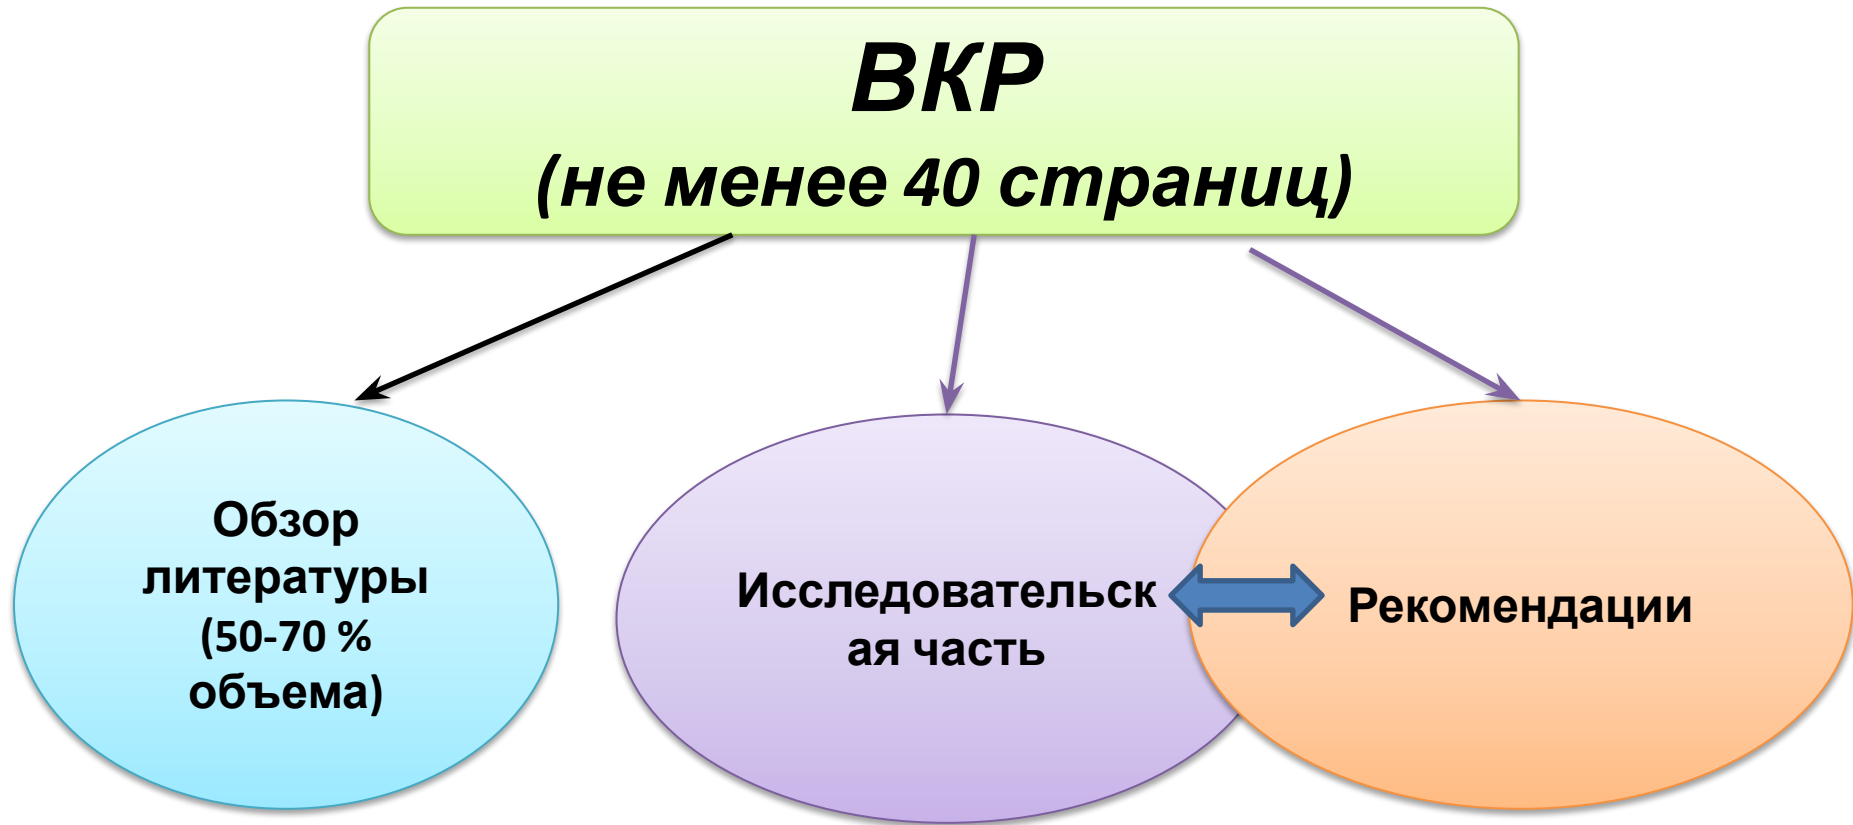 ВКР
(не менее 40 страниц)
Обзор
литературы
(50-70 %
объема)
Исследовательск
ая часть
Рекомендации